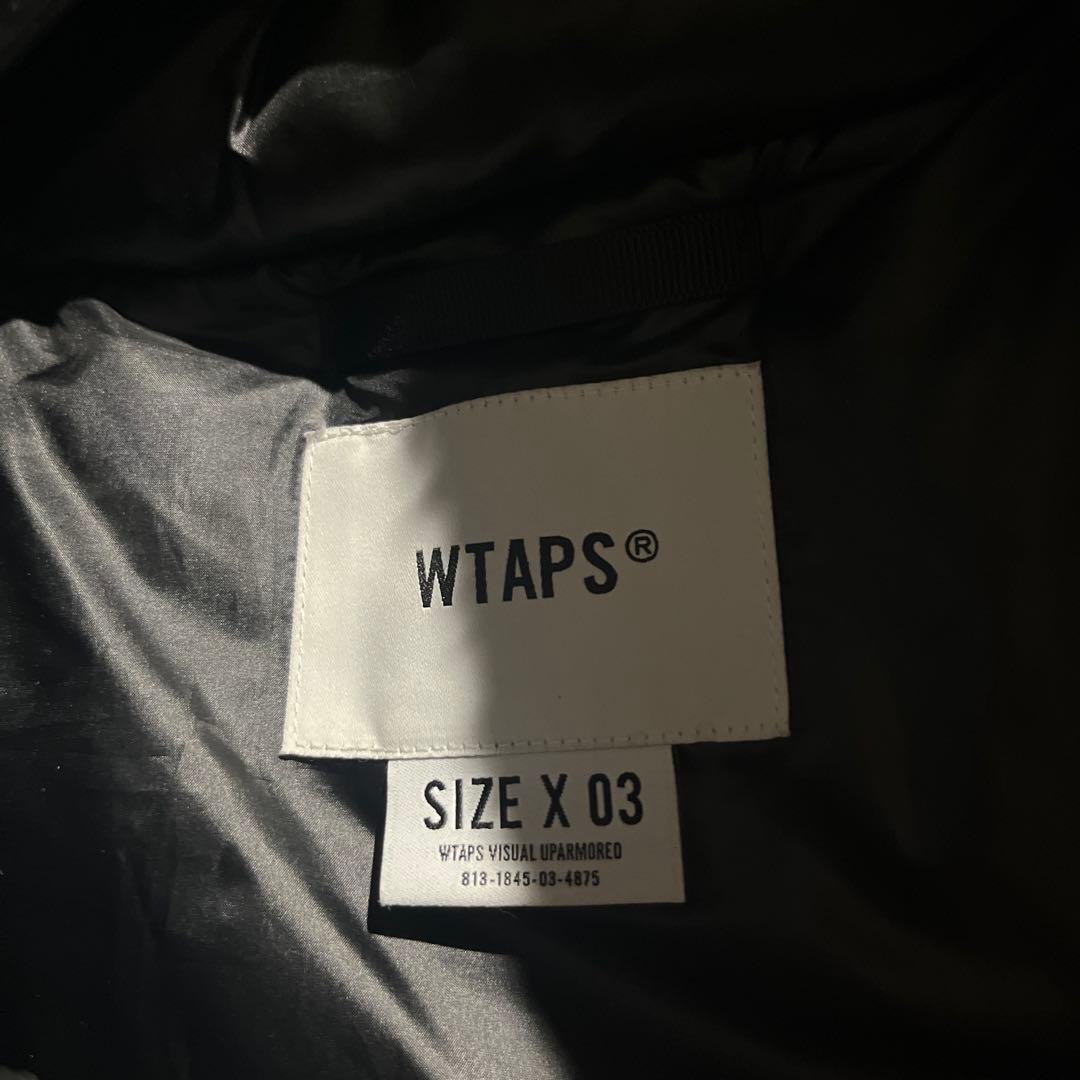 WTAPS®
SIZE X 03
WTAPS VISUAL UPARMORED
813-1845-03-4875